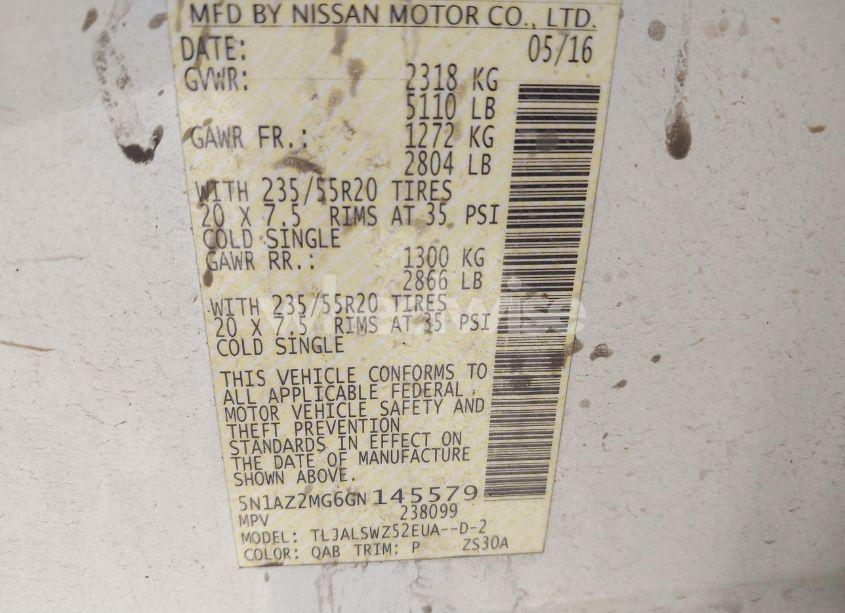 MFD BY NISSAN MOTOR CO., LTD.
DATE: 05/16
GVWR: 2318 KG
5110 LB
GAWR FR.: 1272 KG
2804 LB
WITH 235/55R20 TIRES
20 X 7.5 RIMS AT 35 PSI
COLD SINGLE
GAWR RR.: 1300 KG
2866 LB
WITH 235/55R20 TIRES
20 X 7.5 RIMS AT 35 PSI
COLD SINGLE
wheelwise
THIS VEHICLE CONFORMS TO
ALL APPLICABLE FEDERAL
MOTOR VEHICLE SAFETY AND
THEFT PREVENTION
STANDARDS IN EFFECT ON
THE DATE OF MANUFACTURE
SHOWN ABOVE.
5N1AZ2MG6GN145579
MPV 238099
MODEL: TLJALSWZ52EUA--D-2
COLOR: QAB TRIM: P ZS30A